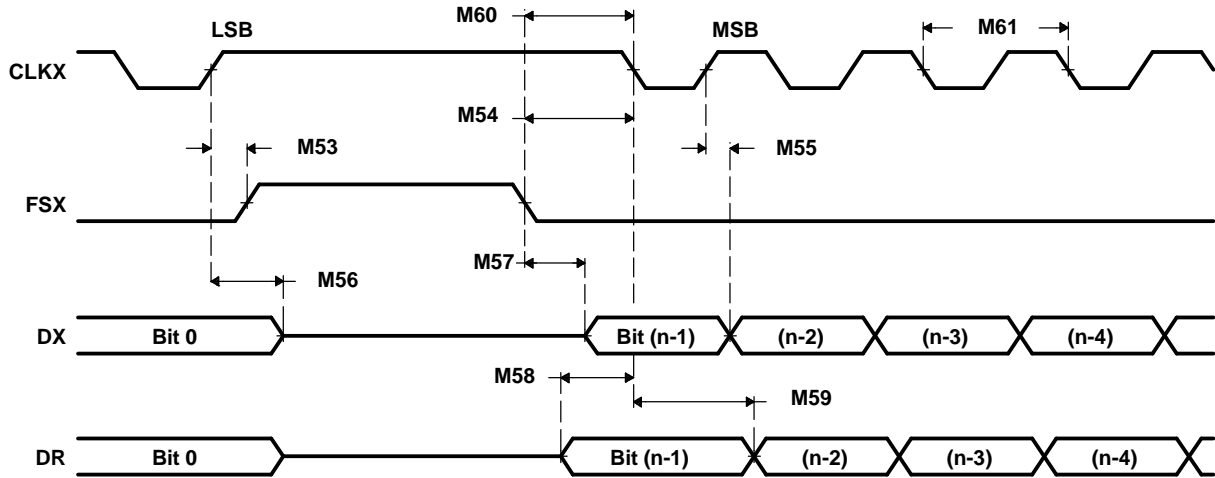 M60
LSB
MSB
M61
CLKX
M54
M53
M55
FSX
M57
M56
DX
Bit 0
Bit (n-1)
(n-2)
(n-3)
(n-4)
M58
M59
DR
Bit 0
Bit (n-1)
(n-2)
(n-3)
(n-4)